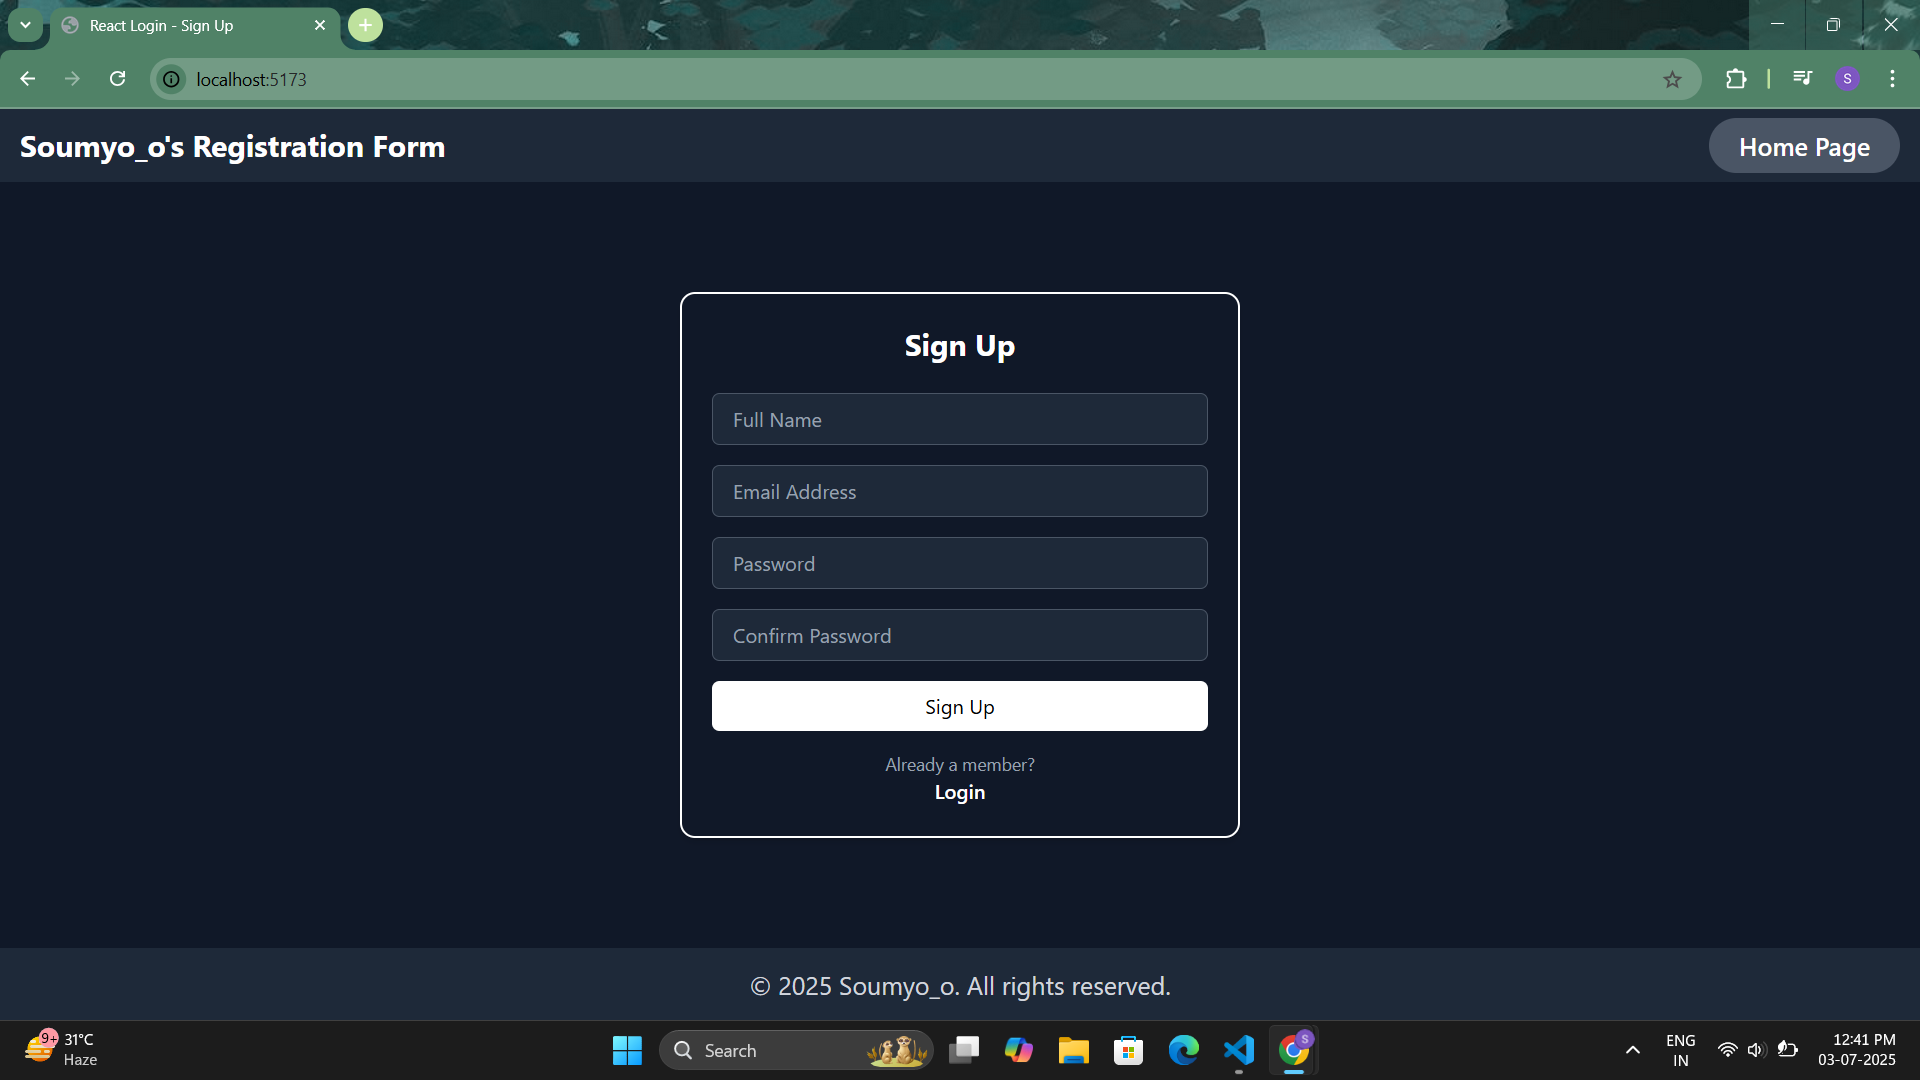 React Login - Sign Up
localhost:5173
S
Soumyo_o's Registration Form
Home Page
Sign Up
Full Name
Email Address
Password
Confirm Password
Sign Up
Already a member?
Login
© 2025 Soumyo_o. All rights reserved.
9+
31°C
Haze
Search
S
ENG
IN
12:41 PM
03-07-2025